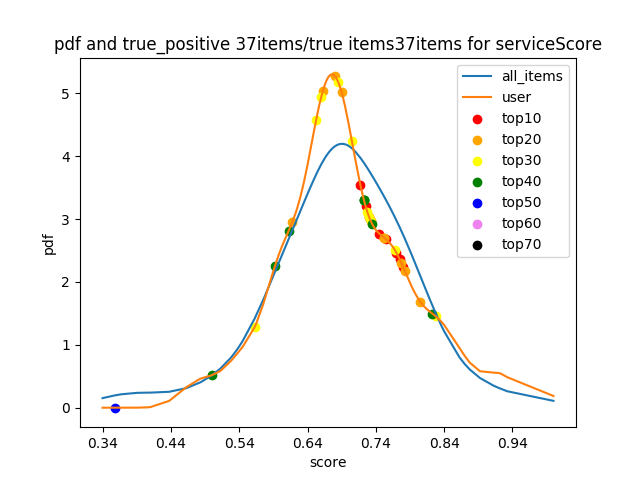 pdf and true_positive 37items/true items37items for serviceScore
all_items
user
top10
top20
top30
top40
top50
top60
top70
pdf
5
4
3
2
1
0
0.34 0.44 0.54 0.64 0.74 0.84 0.94
score